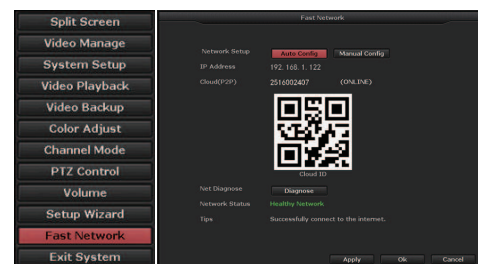 Split Screen
Video Manage
System Setup
Video Playback
Video Backup
Color Adjust
Channel Mode
PTZ Control
Volume
Setup Wizard
Fast Network
Exit System
Fast Network
Network Setup Auto Config Manual Config
IP Address 192. 168. 1. 122
Cloud(P2P) 2516002407 (ONLINE)
Cloud ID
Net Diagnose Diagnose
Network Status Healthy Network
Tips Successfully connect to the internet.
Apply Ok Cancel